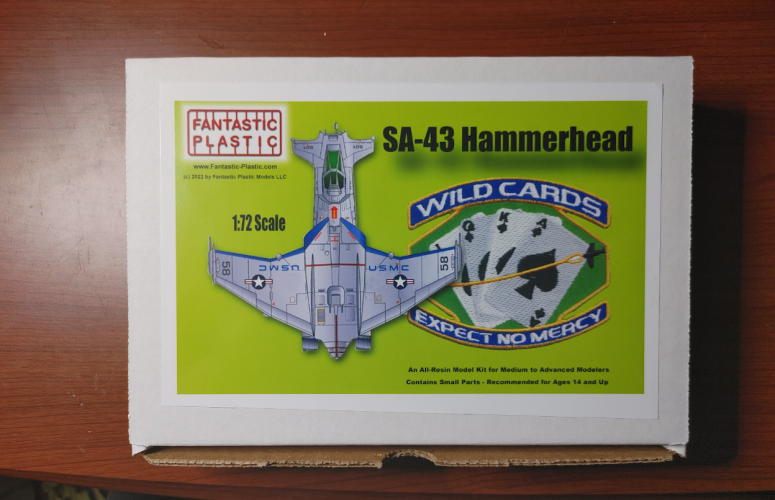 FANTASTIC
PLASTIC
www.Fantastic-Plastic.com
(c) 2022 by Fantastic Plastic Models LLC
SA-43 Hammerhead
1:72 Scale
WILD CARDS
Q K A
58 USMC USMC 58
EXPECT NO MERCY
An All-Resin Model Kit for Medium to Advanced Modelers
Contains Small Parts - Recommended for Ages 14 and Up